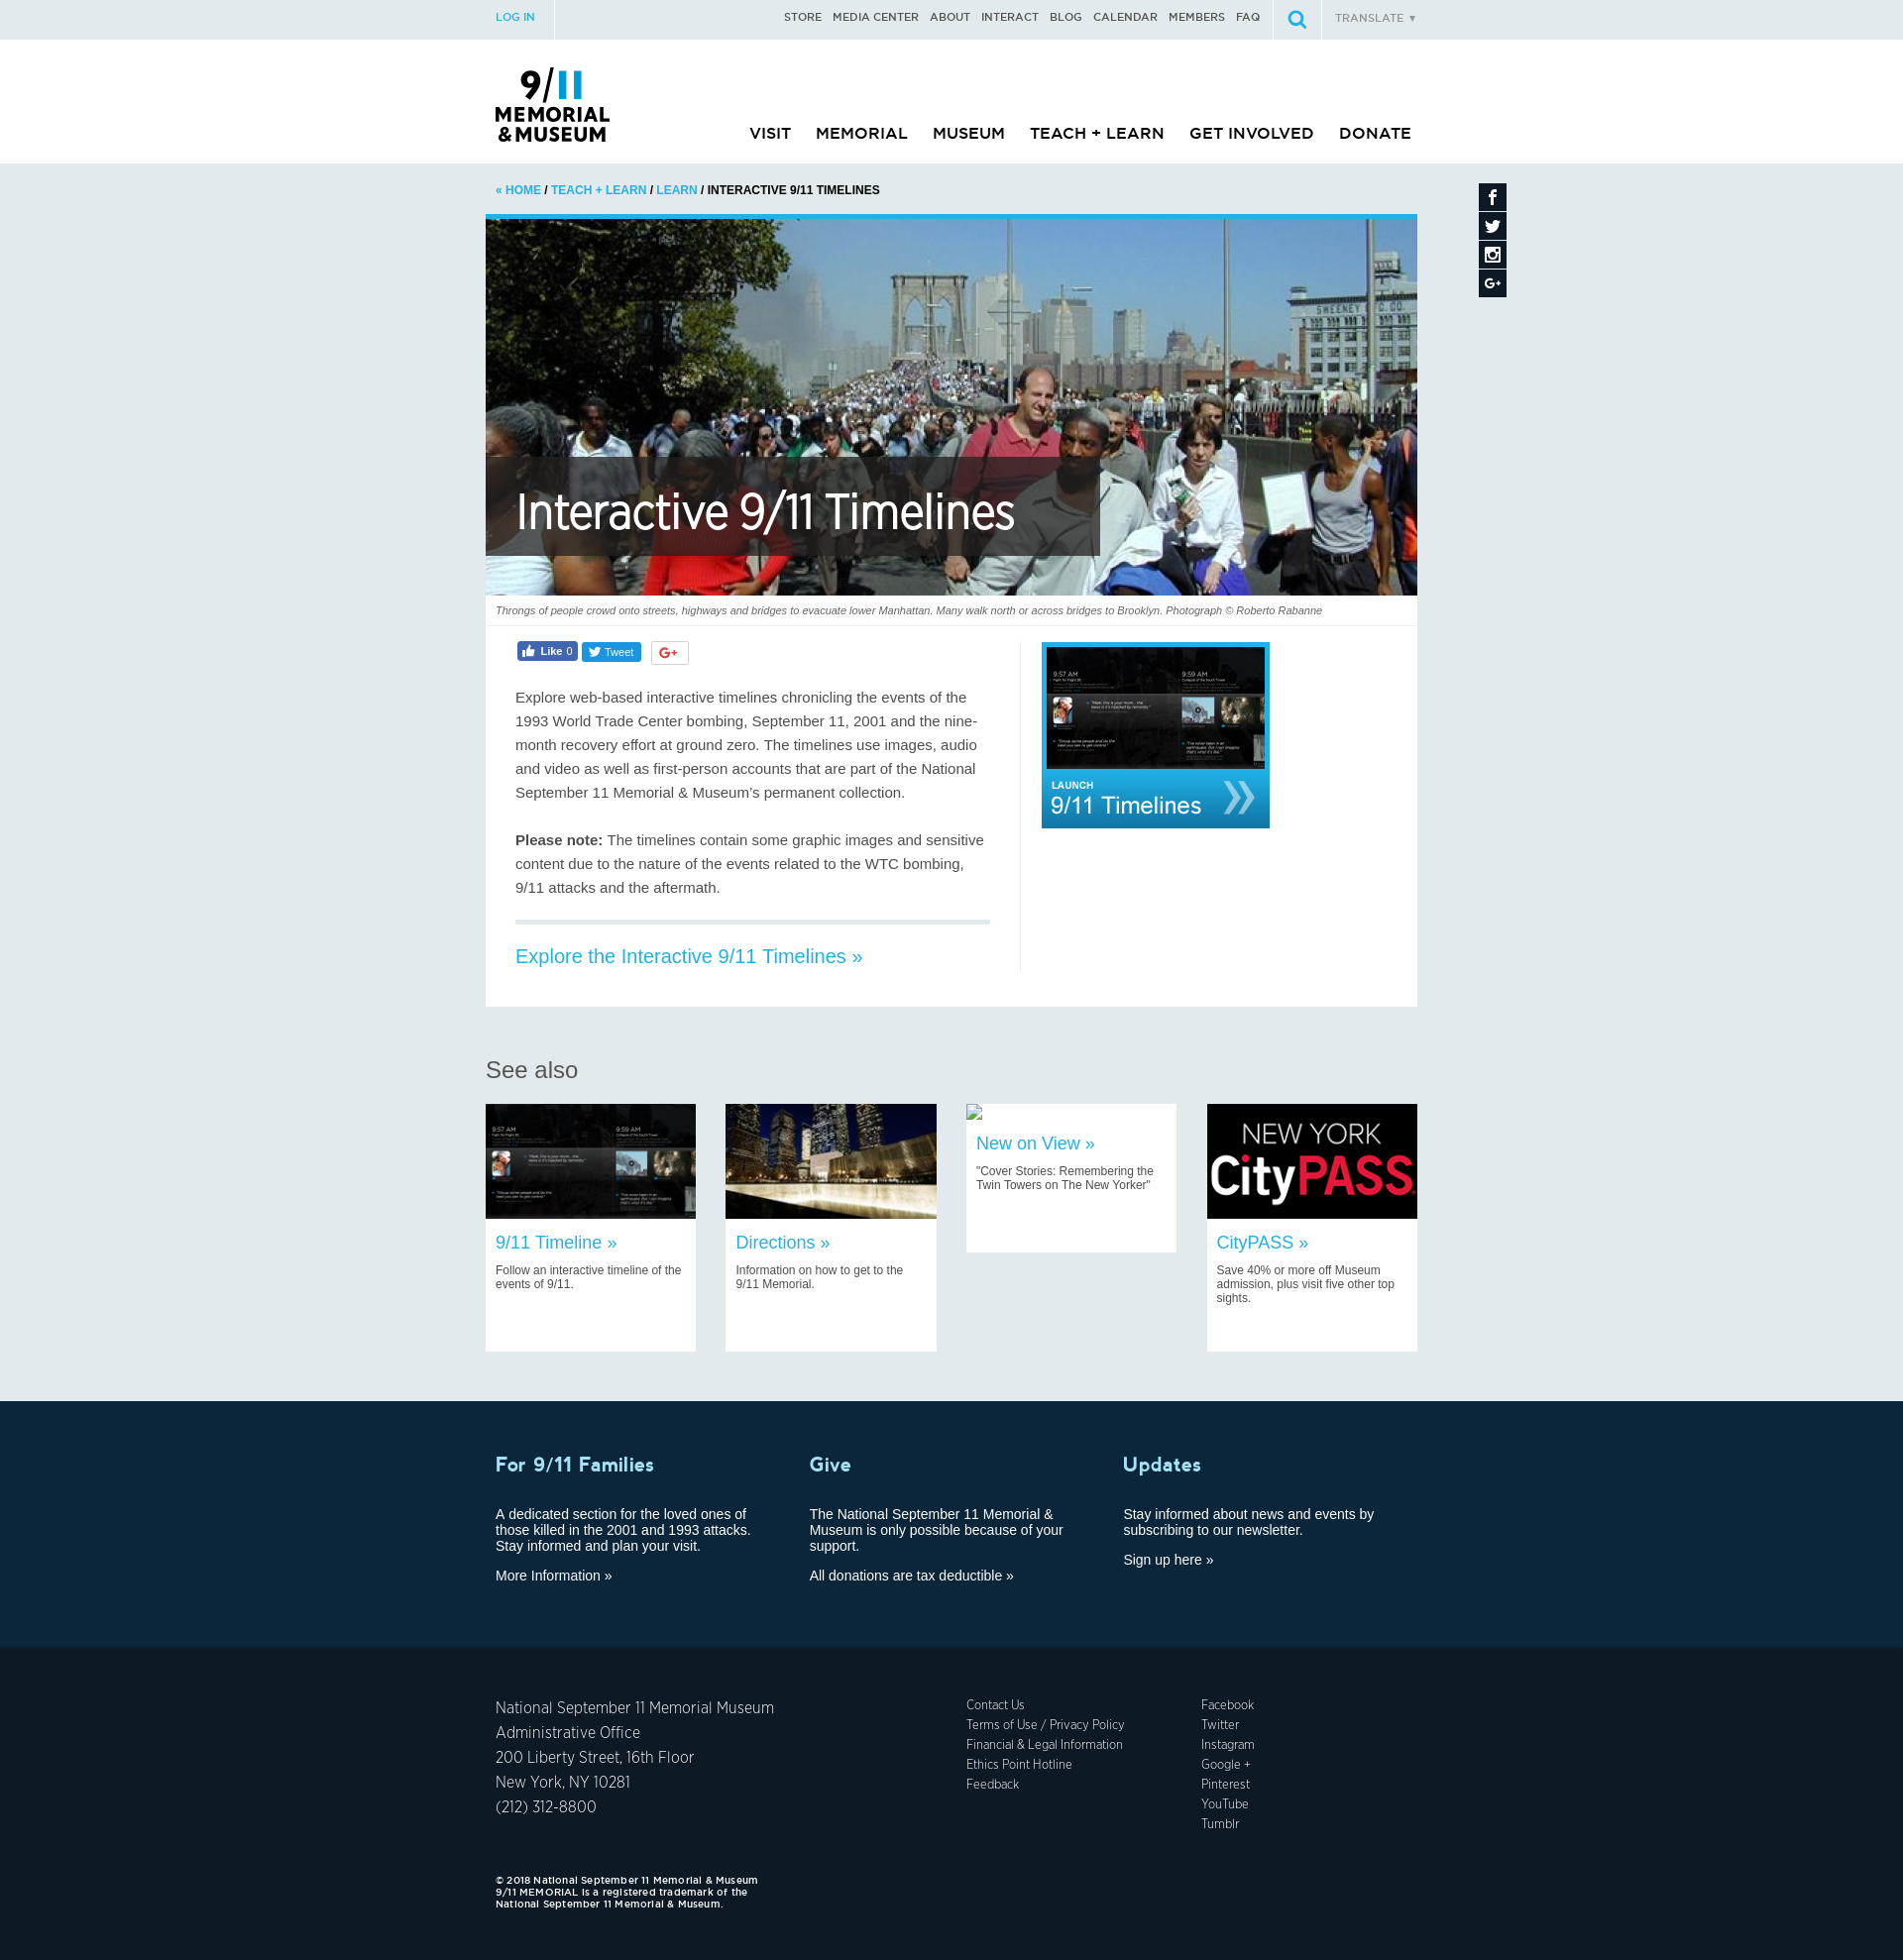 LOG IN
STORE MEDIA CENTER ABOUT INTERACT BLOG CALENDAR MEMBERS FAQ
TRANSLATE ▼
9/11
MEMORIAL
&MUSEUM
VISIT MEMORIAL MUSEUM TEACH + LEARN GET INVOLVED DONATE
« HOME / TEACH + LEARN / LEARN / INTERACTIVE 9/11 TIMELINES
SWEENEY MFG CO
Interactive 9/11 Timelines
Throngs of people crowd onto streets, highways and bridges to evacuate lower Manhattan. Many walk north or across bridges to Brooklyn. Photograph © Roberto Rabanne
Like 0
Tweet
G+
Explore web-based interactive timelines chronicling the events of the
1993 World Trade Center bombing, September 11, 2001 and the nine-
month recovery effort at ground zero. The timelines use images, audio
and video as well as first-person accounts that are part of the National
September 11 Memorial & Museum’s permanent collection.
Please note: The timelines contain some graphic images and sensitive
content due to the nature of the events related to the WTC bombing,
9/11 attacks and the aftermath.
Explore the Interactive 9/11 Timelines »
9:57 AM
9:59 AM
LAUNCH
9/11 Timelines
See also
9:57 AM
9:59 AM
9/11 Timeline »
Follow an interactive timeline of the
events of 9/11.
Directions »
Information on how to get to the
9/11 Memorial.
New on View »
"Cover Stories: Remembering the
Twin Towers on The New Yorker"
NEW YORK
CityPASS
CityPASS »
Save 40% or more off Museum
admission, plus visit five other top
sights.
For 9/11 Families
A dedicated section for the loved ones of
those killed in the 2001 and 1993 attacks.
Stay informed and plan your visit.
More Information »
Give
The National September 11 Memorial &
Museum is only possible because of your
support.
All donations are tax deductible »
Updates
Stay informed about news and events by
subscribing to our newsletter.
Sign up here »
National September 11 Memorial Museum
Administrative Office
200 Liberty Street, 16th Floor
New York, NY 10281
(212) 312-8800
Contact Us
Terms of Use / Privacy Policy
Financial & Legal Information
Ethics Point Hotline
Feedback
Facebook
Twitter
Instagram
Google +
Pinterest
YouTube
Tumblr
© 2018 National September 11 Memorial & Museum
9/11 MEMORIAL is a registered trademark of the
National September 11 Memorial & Museum.